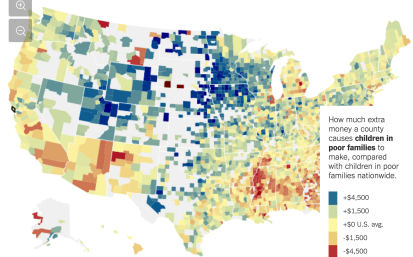 How much extra
money a county
causes children in
poor families to
make, compared
with children in poor
families nationwide.
+$4,500
+$1,500
+$0 U.S. avg.
-$1,500
-$4,500